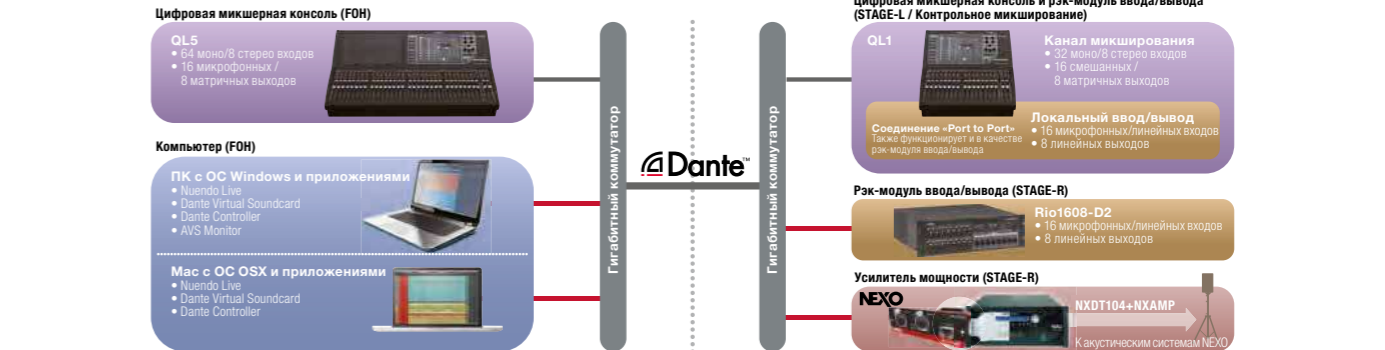 Цифровая микшерная консоль (FOH)
QL5
• 64 моно/8 стерео входов
• 16 микрофонных /
8 матричных выходов
Компьютер (FOH)
ПК с ОС Windows и приложениями
• Nuendo Live
• Dante Virtual Soundcard
• Dante Controller
• AVS Monitor
Mac с ОС OSX и приложениями
• Nuendo Live
• Dante Virtual Soundcard
• Dante Controller
Гигабитный коммутатор
Dante™
Гигабитный коммутатор
Цифровая микшерная консоль и рэк-модуль ввода/вывода
(STAGE-L / Контрольное микширование)
QL1
Канал микширования
• 32 моно/8 стерео входов
• 16 смешанных /
8 матричных выходов
Соединение «Port to Port»
Также функционирует и в качестве
рэк-модуля ввода/вывода
Локальный ввод/вывод
• 16 микрофонных/линейных входов
• 8 линейных выходов
Рэк-модуль ввода/вывода (STAGE-R)
Rio1608-D2
• 16 микрофонных/линейных входов
• 8 линейных выходов
Усилитель мощности (STAGE-R)
NEXO
NXDT104+NXAMP
К акустическим системам NEXO